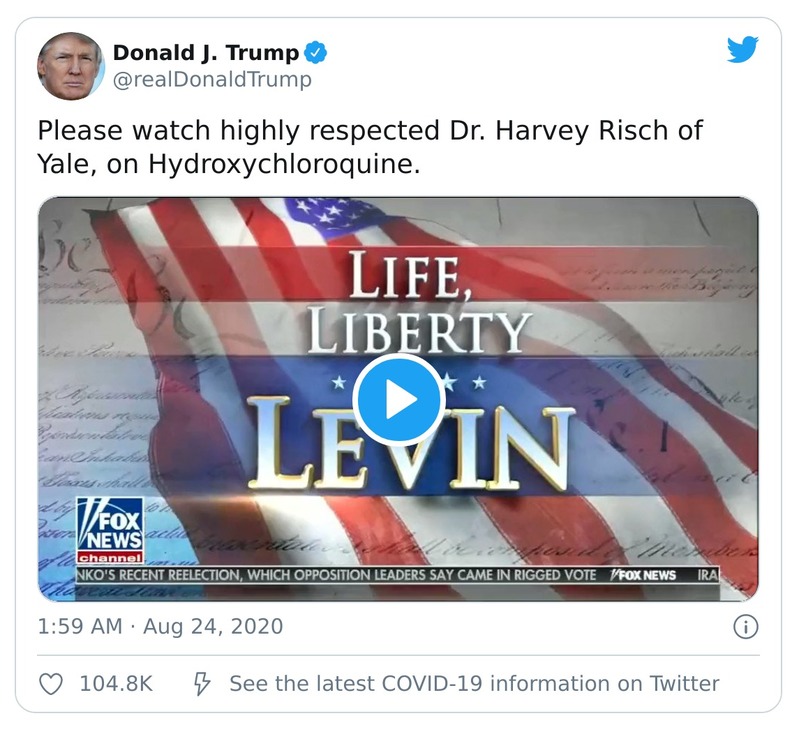 Donald J. Trump
@realDonaldTrump
Please watch highly respected Dr. Harvey Risch of
Yale, on Hydroxychloroquine.
LIFE,
LIBERTY
LEVIN
FOX
NEWS
channel
NKO'S RECENT REELECTION, WHICH OPPOSITION LEADERS SAY CAME IN RIGGED VOTE FOX NEWS IRA
1:59 AM · Aug 24, 2020
104.8K See the latest COVID-19 information on Twitter